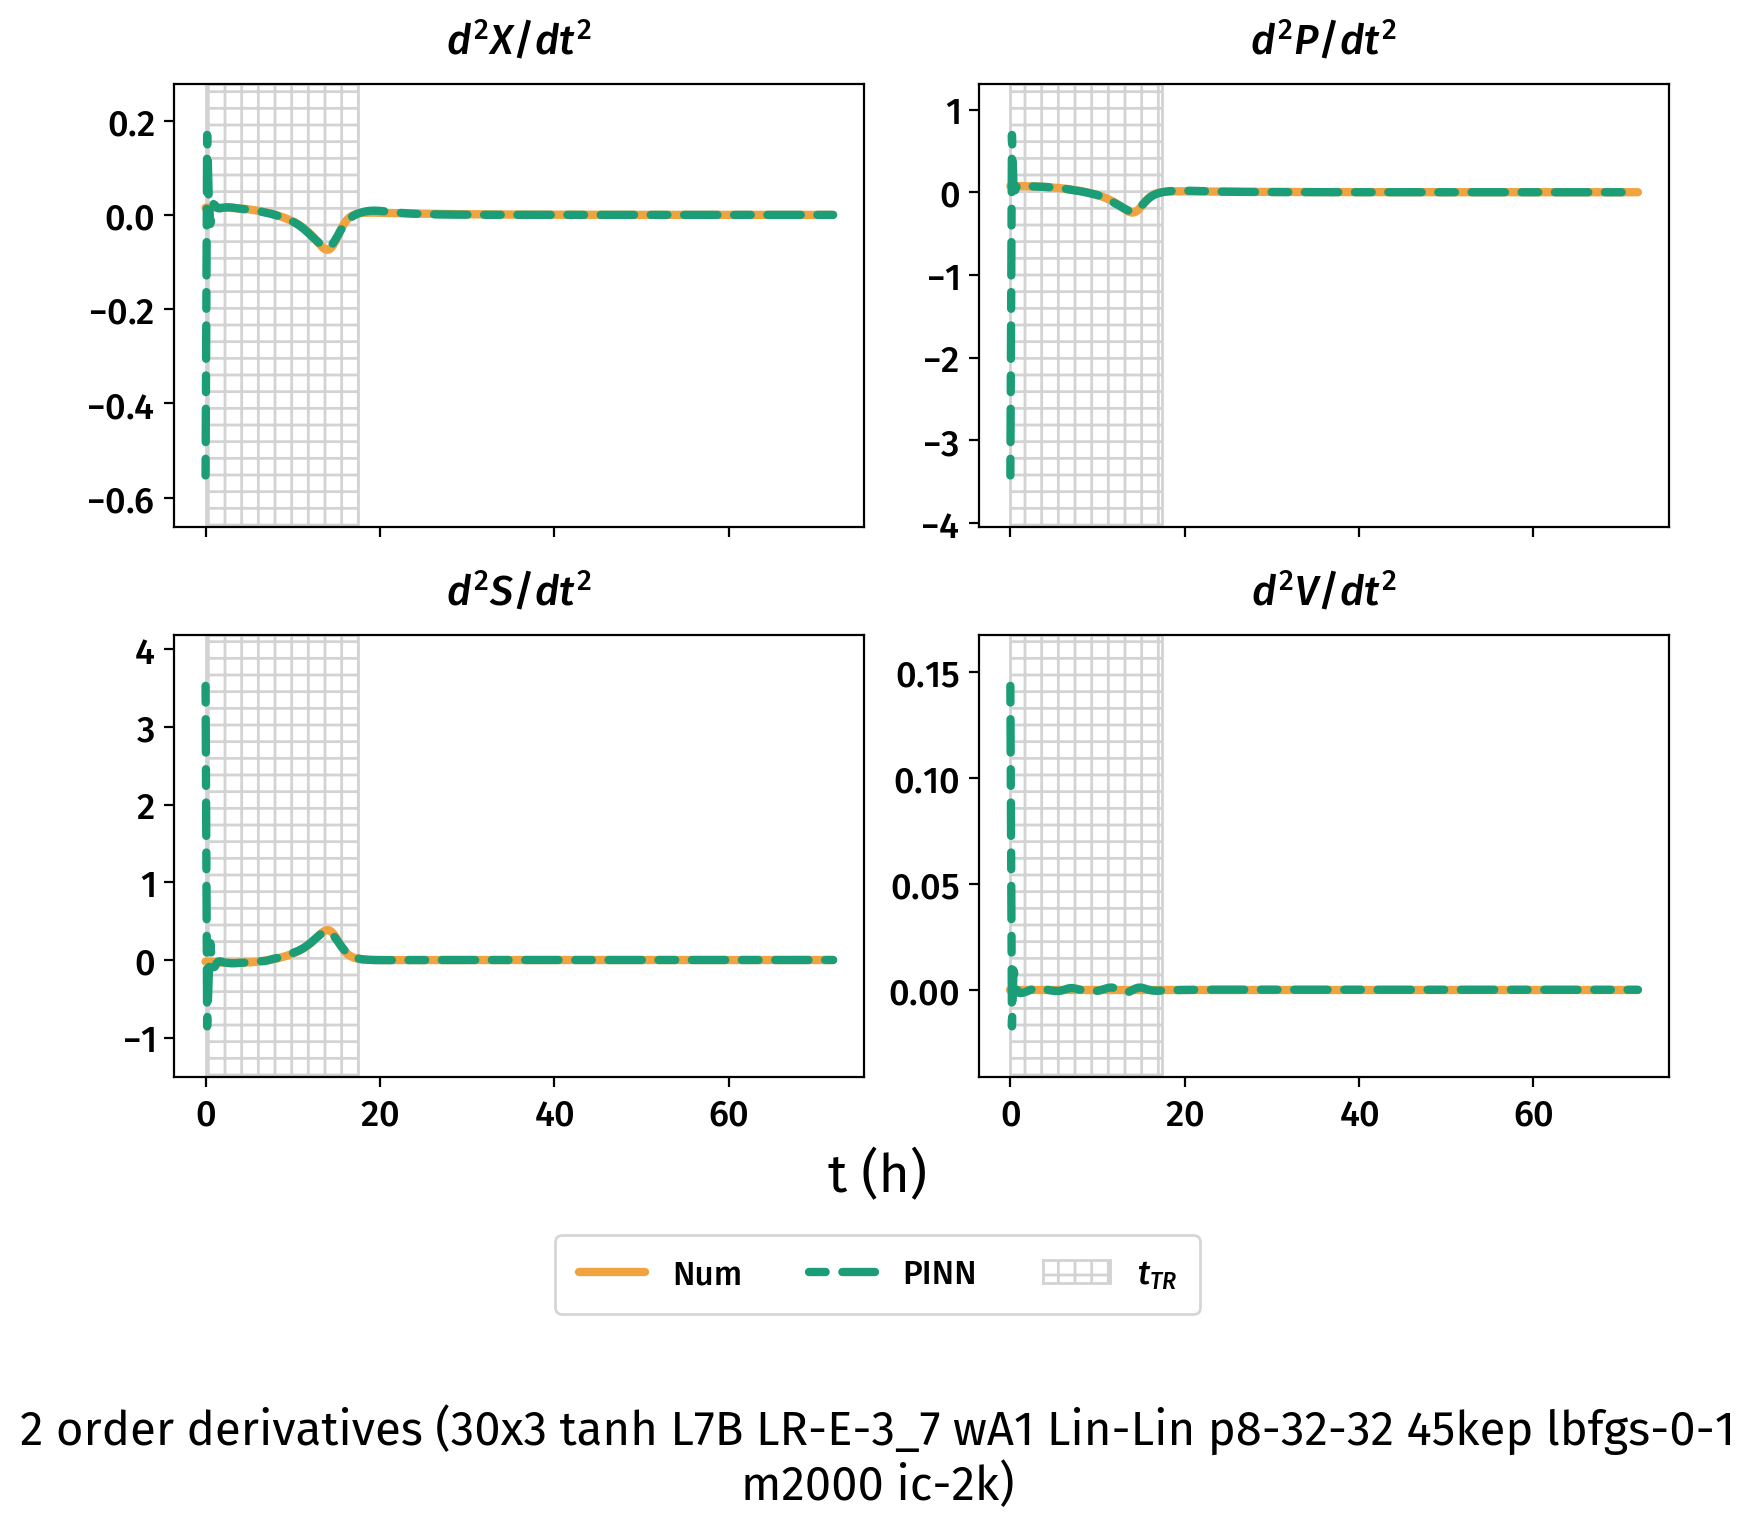 d²X/dt²
d²P/dt²
0.2
0.0
−0.2
−0.4
−0.6
1
0
−1
−2
−3
−4
d²S/dt²
d²V/dt²
4
3
2
1
0
−1
0.15
0.10
0.05
0.00
0 20 40 60
0 20 40 60
t (h)
Num PINN t_TR
2 order derivatives (30x3 tanh L7B LR-E-3_7 wA1 Lin-Lin p8-32-32 45kep lbfgs-0-1
m2000 ic-2k)